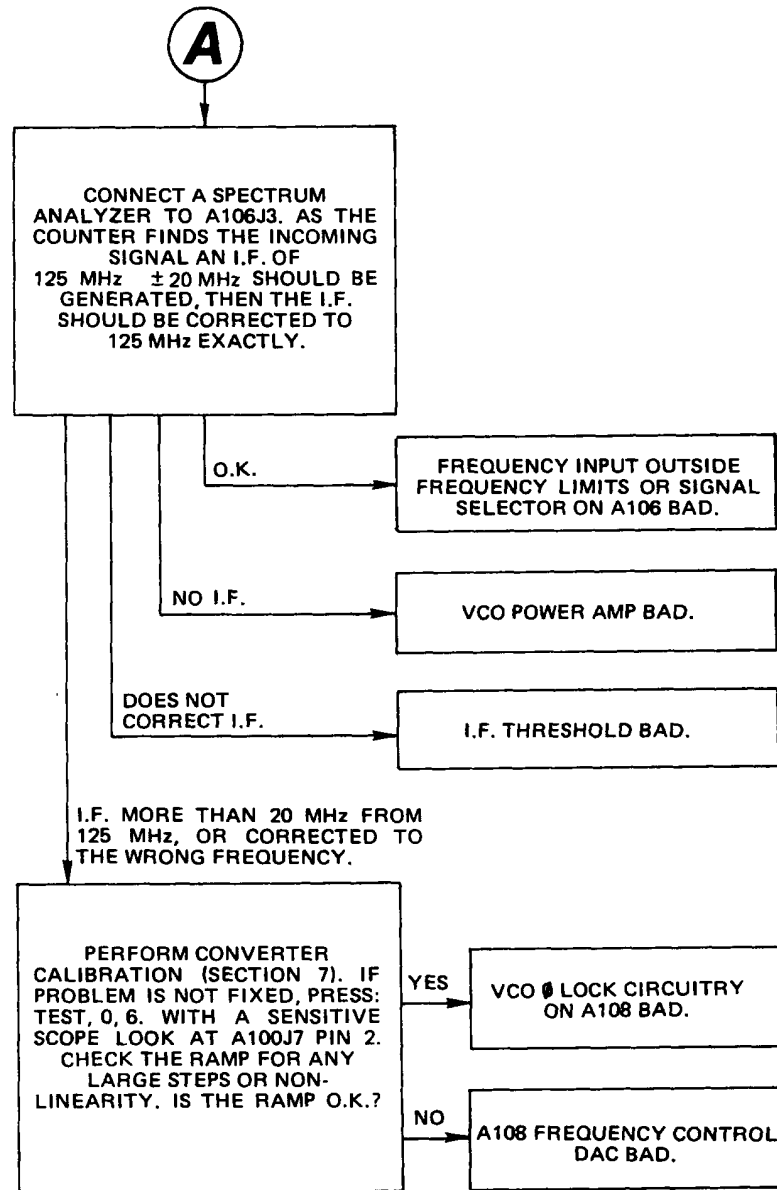 A
CONNECT A SPECTRUM
ANALYZER TO A106J3. AS THE
COUNTER FINDS THE INCOMING
SIGNAL AN I.F. OF
125 MHz ± 20 MHz SHOULD BE
GENERATED, THEN THE I.F.
SHOULD BE CORRECTED TO
125 MHz EXACTLY.
O.K.
FREQUENCY INPUT OUTSIDE
FREQUENCY LIMITS OR SIGNAL
SELECTOR ON A106 BAD.
NO I.F.
VCO POWER AMP BAD.
DOES NOT
CORRECT I.F.
I.F. THRESHOLD BAD.
I.F. MORE THAN 20 MHz FROM
125 MHz, OR CORRECTED TO
THE WRONG FREQUENCY.
PERFORM CONVERTER
CALIBRATION (SECTION 7). IF
PROBLEM IS NOT FIXED, PRESS:
TEST, 0, 6. WITH A SENSITIVE
SCOPE LOOK AT A100J7 PIN 2.
CHECK THE RAMP FOR ANY
LARGE STEPS OR NON-
LINEARITY. IS THE RAMP O.K.?
YES
VCO Ø LOCK CIRCUITRY
ON A108 BAD.
NO
A108 FREQUENCY CONTROL
DAC BAD.